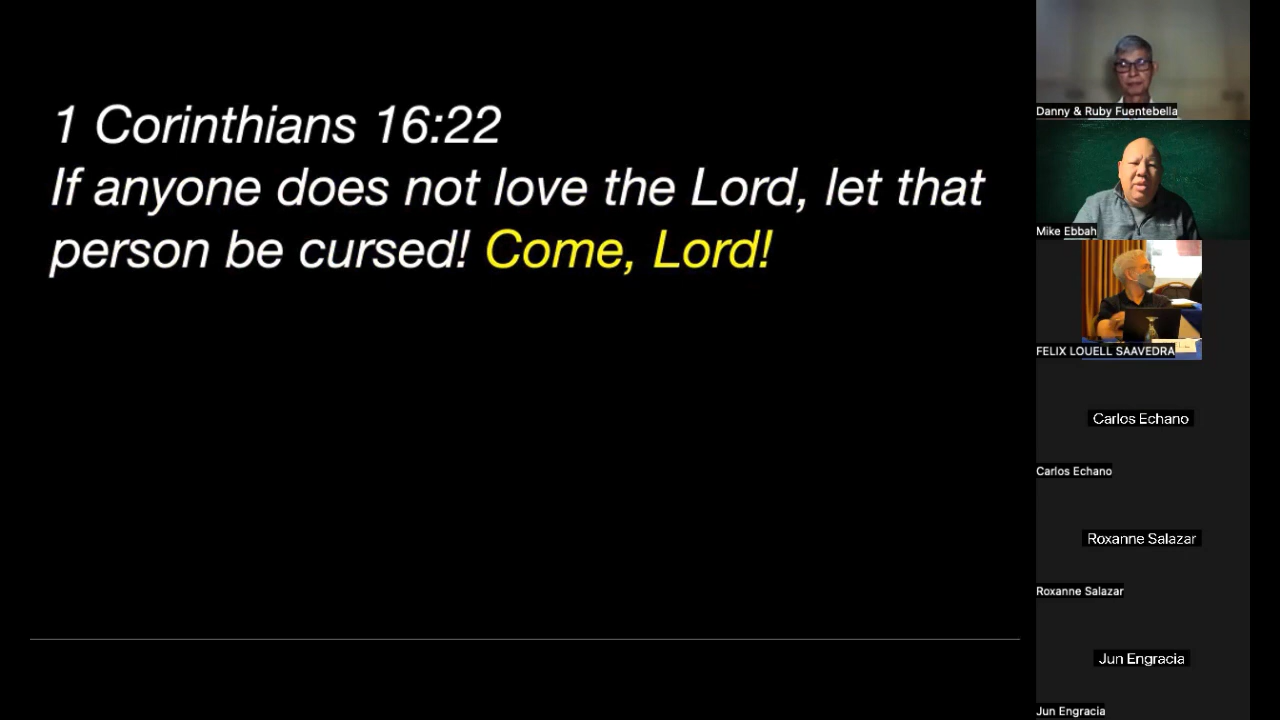 1 Corinthians 16:22
If anyone does not love the Lord, let that
person be cursed! Come, Lord!
Danny & Ruby Fuentebella
Mike Ebbah
FELIX LOUELL SAAVEDRA
Carlos Echano
Carlos Echano
Roxanne Salazar
Roxanne Salazar
Jun Engracia
Jun Engracia